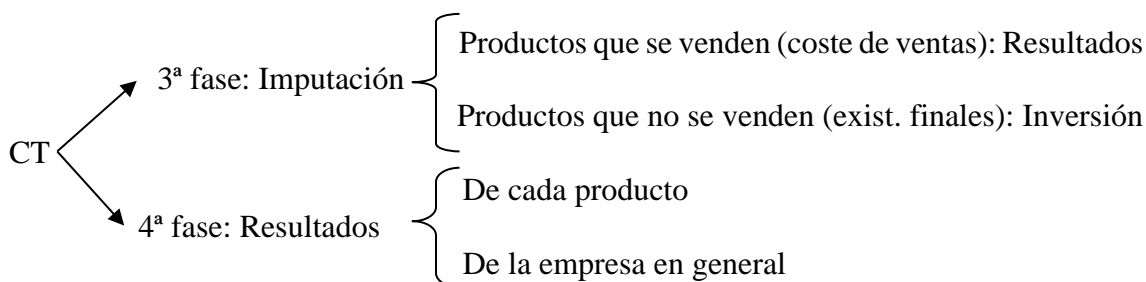 CT
3ª fase: Imputación
Productos que se venden (coste de ventas): Resultados
Productos que no se venden (exist. finales): Inversión
4ª fase: Resultados
De cada producto
De la empresa en general